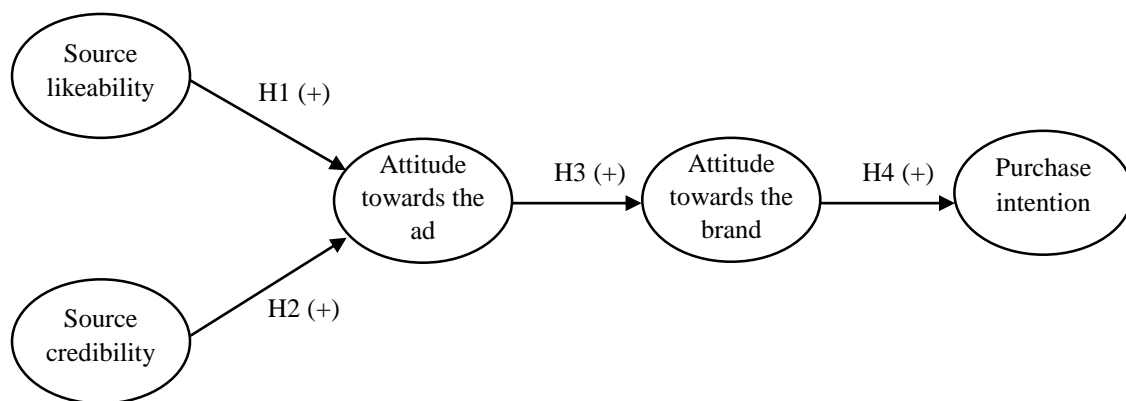 Source
likeability
H1 (+)
Attitude
towards the
ad
H3 (+)
Attitude
towards the
brand
H4 (+)
Purchase
intention
H2 (+)
Source
credibility